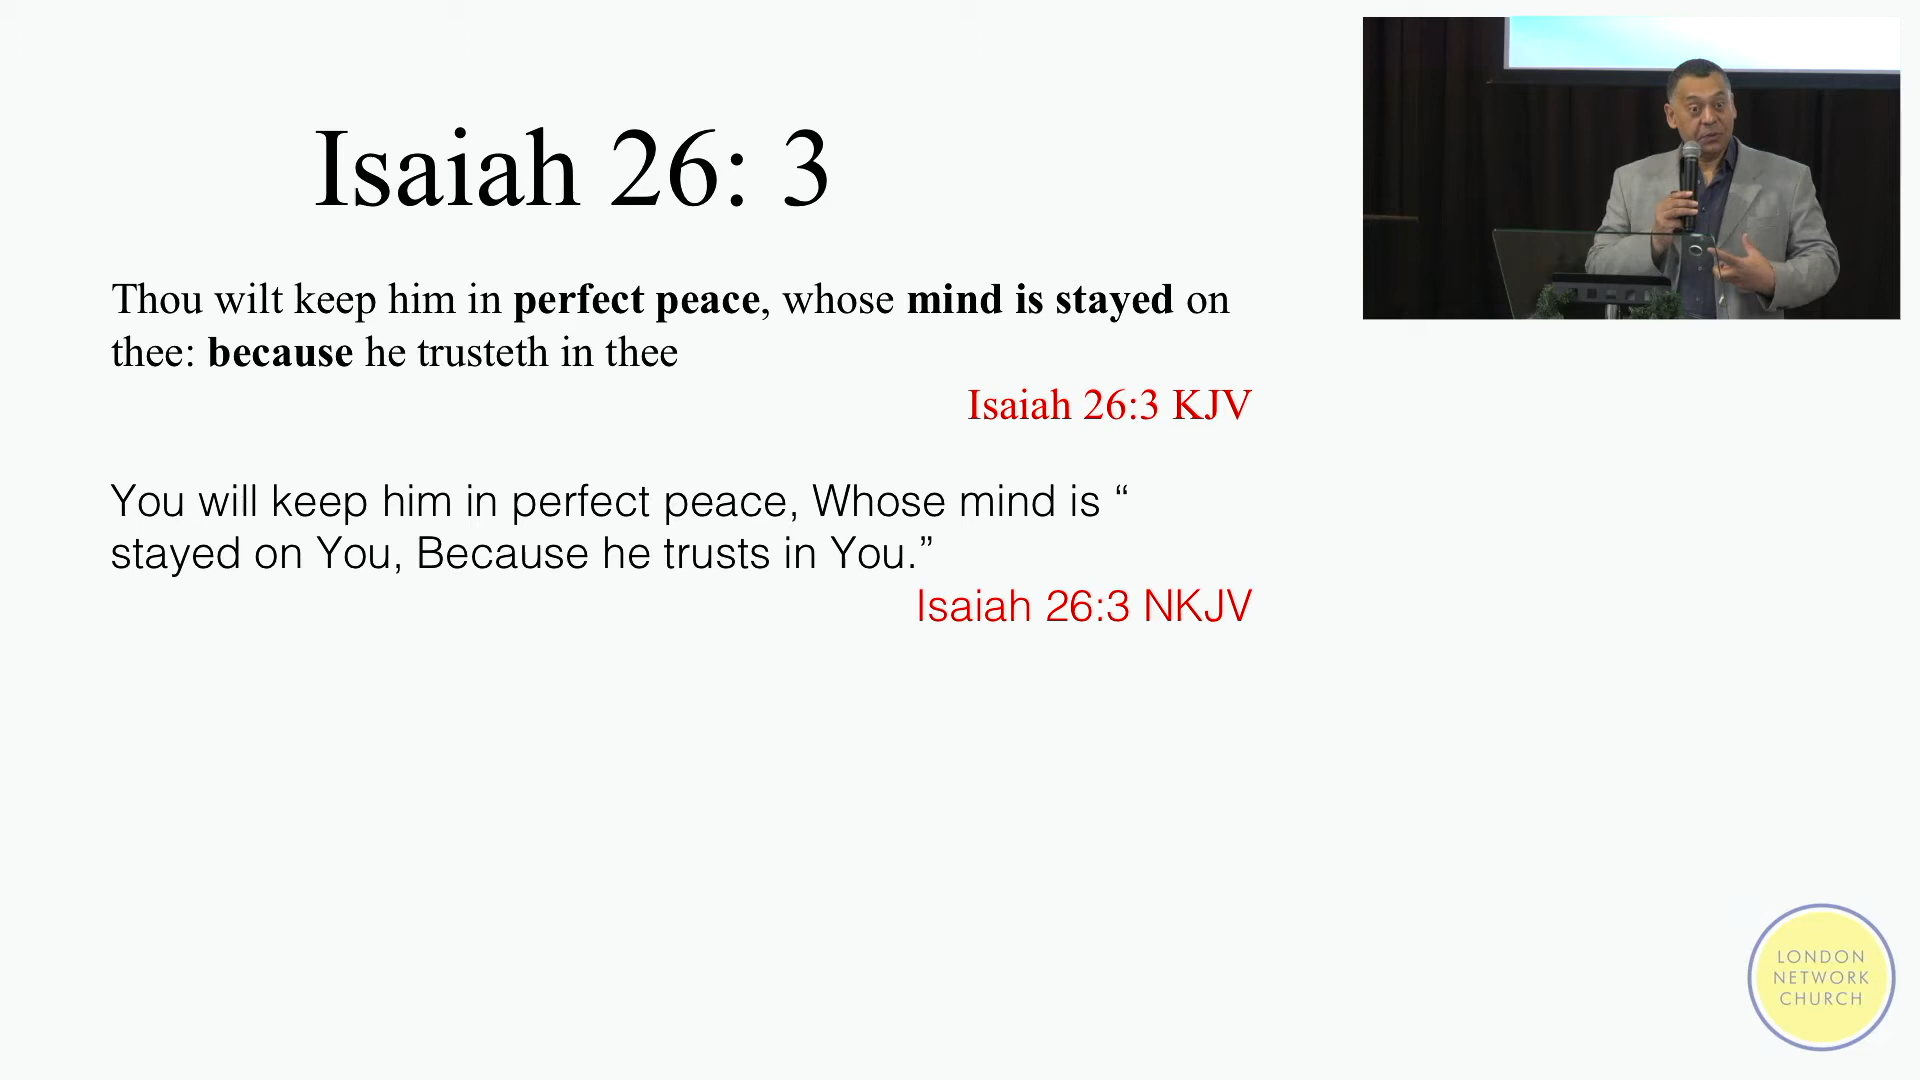 Isaiah 26: 3
Thou wilt keep him in perfect peace, whose mind is stayed on
thee: because he trusteth in thee
Isaiah 26:3 KJV
You will keep him in perfect peace, Whose mind is “
stayed on You, Because he trusts in You.”
Isaiah 26:3 NKJV
LONDON
NETWORK
CHURCH